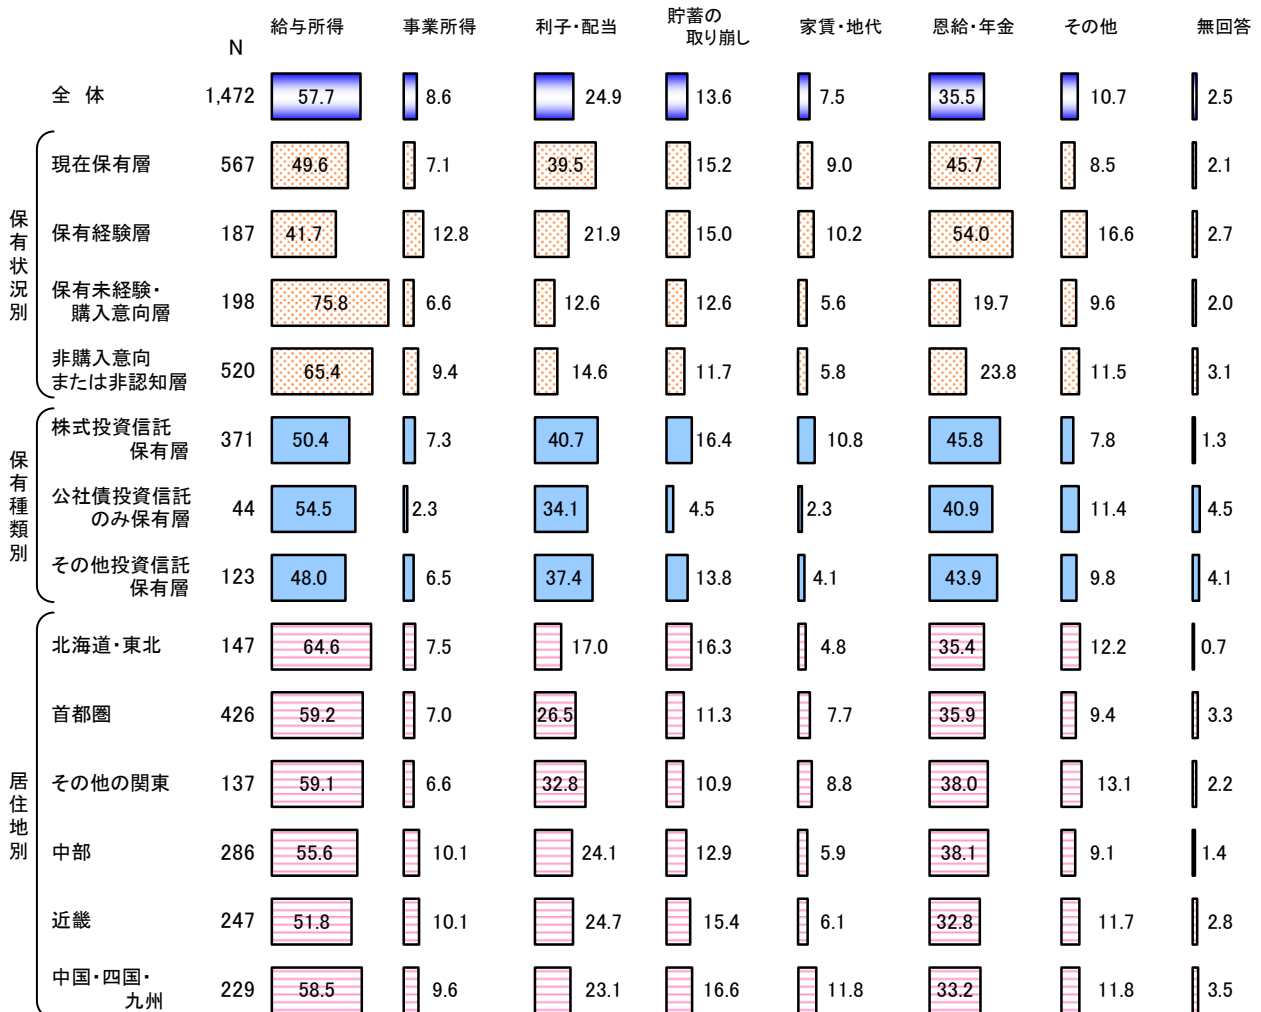 給与所得 事業所得 利子・配当 貯蓄の 家賃・地代 恩給・年金 その他 無回答
取り崩し
N
全 体 1,472 57.7 8.6 24.9 13.6 7.5 35.5 10.7 2.5
保有状況別
現在保有層 567 49.6 7.1 39.5 15.2 9.0 45.7 8.5 2.1
保有経験層 187 41.7 12.8 21.9 15.0 10.2 54.0 16.6 2.7
保有未経験・
購入意向層 198 75.8 6.6 12.6 12.6 5.6 19.7 9.6 2.0
非購入意向
または非認知層 520 65.4 9.4 14.6 11.7 5.8 23.8 11.5 3.1
保有種類別
株式投資信託
保有層 371 50.4 7.3 40.7 16.4 10.8 45.8 7.8 1.3
公社債投資信託
のみ保有層 44 54.5 2.3 34.1 4.5 2.3 40.9 11.4 4.5
その他投資信託
保有層 123 48.0 6.5 37.4 13.8 4.1 43.9 9.8 4.1
居住地別
北海道・東北 147 64.6 7.5 17.0 16.3 4.8 35.4 12.2 0.7
首都圏 426 59.2 7.0 26.5 11.3 7.7 35.9 9.4 3.3
その他の関東 137 59.1 6.6 32.8 10.9 8.8 38.0 13.1 2.2
中部 286 55.6 10.1 24.1 12.9 5.9 38.1 9.1 1.4
近畿 247 51.8 10.1 24.7 15.4 6.1 32.8 11.7 2.8
中国・四国・
九州 229 58.5 9.6 23.1 16.6 11.8 33.2 11.8 3.5